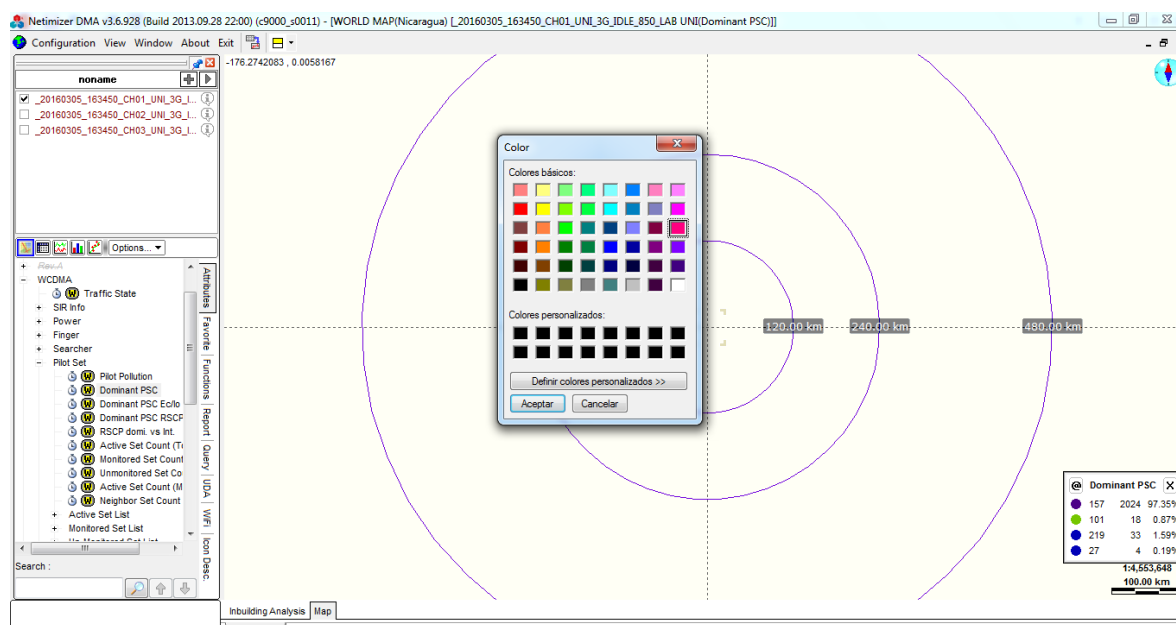 Netimizer DMA v3.6.928 (Build 2013.09.28 22:00) (c9000_s0011) - [WORLD MAP(Nicaragua) [_20160305_163450_CH01_UNI_3G_IDLE_850_LAB UNI(Dominant PSC)]]
Configuration View Window About Exit
noname
_20160305_163450_CH01_UNI_3G_I...
_20160305_163450_CH02_UNI_3G_I...
_20160305_163450_CH03_UNI_3G_I...
Options...
Rev.A
WCDMA
Traffic State
SIR Info
Power
Finger
Searcher
Pilot Set
Pilot Pollution
Dominant PSC
Dominant PSC Ec/Io
Dominant PSC RSCP
RSCP domi. vs Int.
Active Set Count (T
Monitored Set Count
Unmonitored Set Co
Active Set Count (M
Neighbor Set Count
Active Set List
Monitored Set List
Un-Monitored Set List
Search :
Attributes
Favorite
Functions
Report
Query
UDA
WiFi
Icon Desc.
-176.2742083 , 0.0058167
Color
Colores básicos:
Colores personalizados:
Definir colores personalizados >>
Aceptar Cancelar
120.00 km 240.00 km 480.00 km
@ Dominant PSC X
157 2024 97.35%
101 18 0.87%
219 33 1.59%
27 4 0.19%
1:4,553,648
100.00 km
Inbuilding Analysis Map